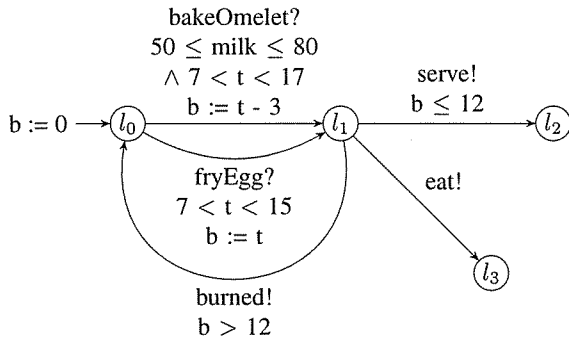 bakeOmelet?
50 ≤ milk ≤ 80
∧ 7 < t < 17
b := t - 3
serve!
b ≤ 12
b := 0
l₀
l₁
l₂
fryEgg?
7 < t < 15
b := t
eat!
l₃
burned!
b > 12